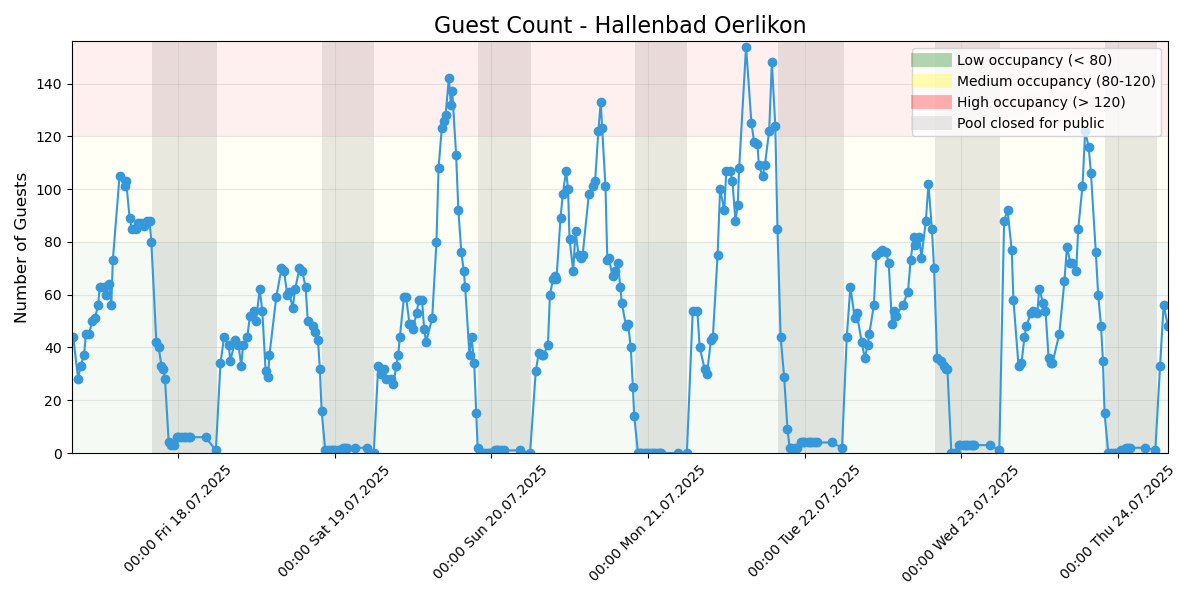 Guest Count - Hallenbad Oerlikon
Number of Guests
140
120
100
80
60
40
20
0
Low occupancy (< 80)
Medium occupancy (80-120)
High occupancy (> 120)
Pool closed for public
00:00 Fri 18.07.2025
00:00 Sat 19.07.2025
00:00 Sun 20.07.2025
00:00 Mon 21.07.2025
00:00 Tue 22.07.2025
00:00 Wed 23.07.2025
00:00 Thu 24.07.2025